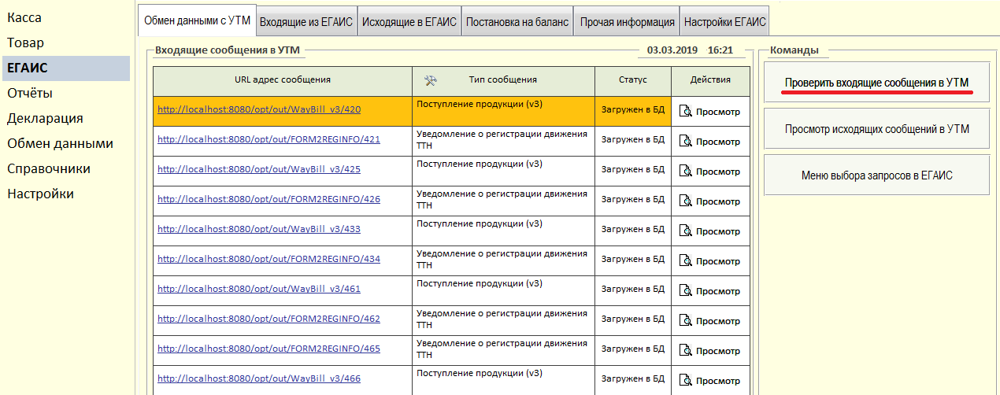 Касса
Товар
ЕГАИС
Отчёты
Декларация
Обмен данными
Справочники
Настройки
Обмен данными с УТМ
Входящие из ЕГАИС
Исходящие в ЕГАИС
Постановка на баланс
Прочая информация
Настройки ЕГАИС
Входящие сообщения в УТМ
03.03.2019 16:21
URL адрес сообщения
Тип сообщения
Статус
Действия
http://localhost:8080/opt/out/WayBill_v3/420
Поступление продукции (v3)
Загружен в БД
Просмотр
http://localhost:8080/opt/out/FORM2REGINFO/421
Уведомление о регистрации движения
ТТН
Загружен в БД
Просмотр
http://localhost:8080/opt/out/WayBill_v3/425
Поступление продукции (v3)
Загружен в БД
Просмотр
http://localhost:8080/opt/out/FORM2REGINFO/426
Уведомление о регистрации движения
ТТН
Загружен в БД
Просмотр
http://localhost:8080/opt/out/WayBill_v3/433
Поступление продукции (v3)
Загружен в БД
Просмотр
http://localhost:8080/opt/out/FORM2REGINFO/434
Уведомление о регистрации движения
ТТН
Загружен в БД
Просмотр
http://localhost:8080/opt/out/WayBill_v3/461
Поступление продукции (v3)
Загружен в БД
Просмотр
http://localhost:8080/opt/out/FORM2REGINFO/462
Уведомление о регистрации движения
ТТН
Загружен в БД
Просмотр
http://localhost:8080/opt/out/FORM2REGINFO/465
Уведомление о регистрации движения
ТТН
Загружен в БД
Просмотр
http://localhost:8080/opt/out/WayBill_v3/466
Поступление продукции (v3)
Загружен в БД
Просмотр
Команды
Проверить входящие сообщения в УТМ
Просмотр исходящих сообщений в УТМ
Меню выбора запросов в ЕГАИС